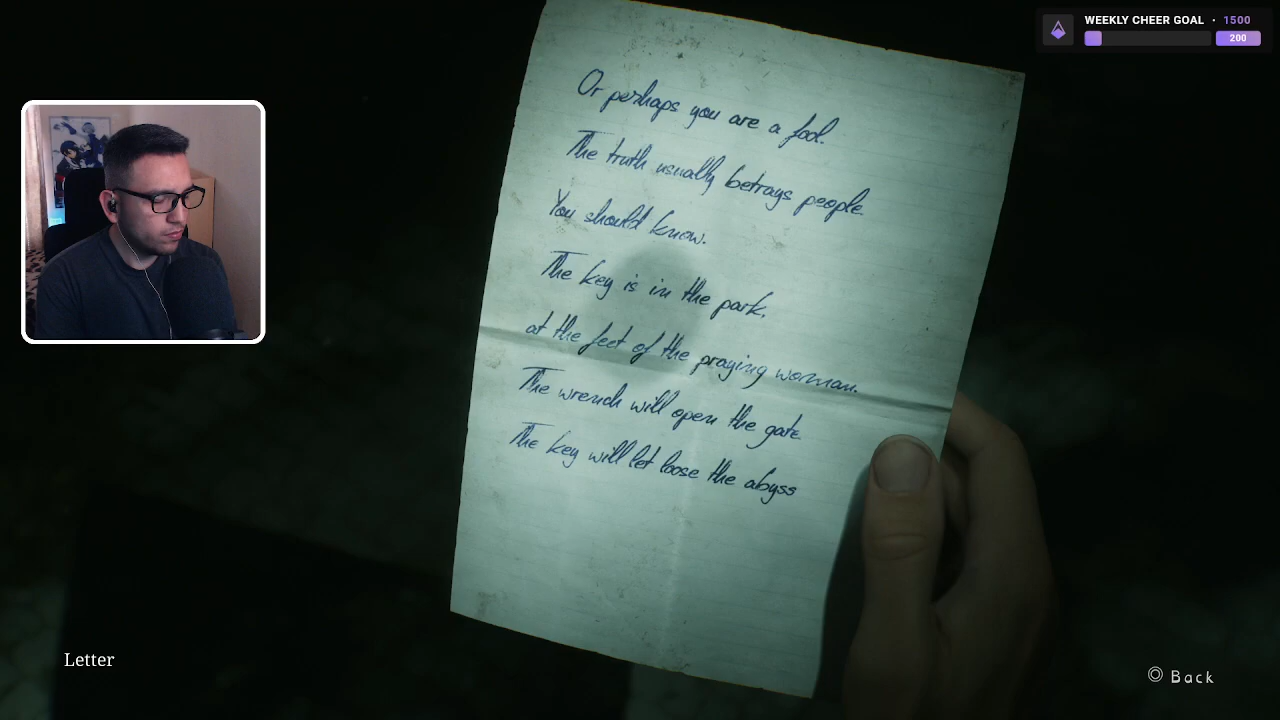 WEEKLY CHEER GOAL · 1500
200
Or perhaps you are a fool.
The truth usually betrays people.
You should know.
The key is in the park,
at the feet of the praying woman.
The wrench will open the gate.
The key will let loose the abyss
Letter
Back